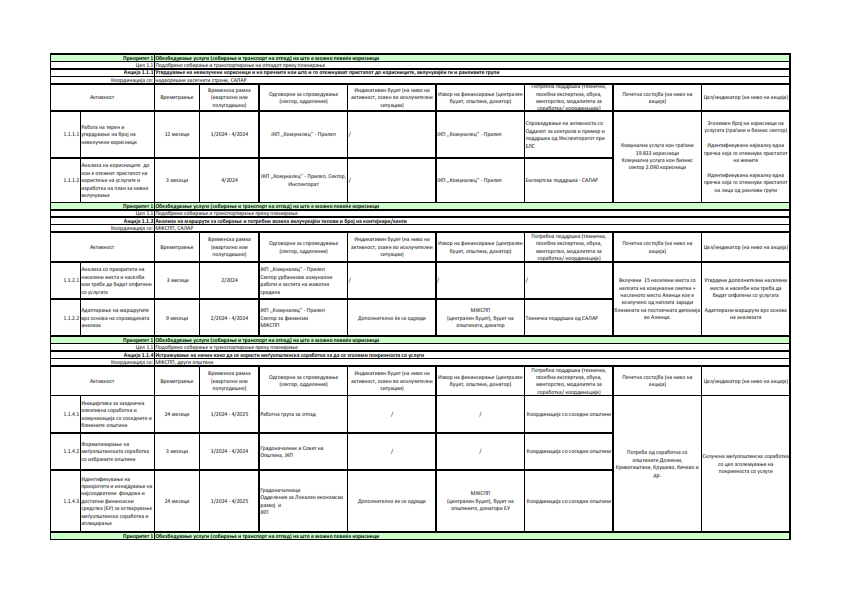 Приоритет 1 Обезбедување услуги (собирање и транспорт на отпад) на што е можно повеќе корисници
Цел 1.1 Подобрено собирање и транспортирање на отпадот преку планирање
Акција 1.1.1 Утврдување на невклучени корисници и на пречките кои што и го отежнуваат пристапот до корисниците, вклучувајќи ги и ранливите групи
Координација со: надворешни засегнати страни, САЛАР
Активност
Времетраење
Временска рамка (квартално или полугодишно)
Одговорни за спроведување (сектор, одделение)
Индикативен буџет (на ниво на активност, освен во исклучителни ситуации)
Извор на финансирање (централен буџет, општина, донатор)
Потребна поддршка (техничка, посебна експертиза, обука, менторство, модалитети за соработка/ координација)
Почетна состојба (на ниво на акција)
Цел/индикатор (на ниво на акција)
1.1.1.1 Работа на терен и утврдување на број на невклучени корисници
12 месеци
1/2024 - 4/2024
ЈКП „Комуналец" - Прилеп
/
ЈКП „Комуналец" - Прилеп
Спроведување на активности со Одделот за контрола и пример и поддршка од Инспекторатот при ЕЛС
Комунална услуга кон граѓани 19.833 корисници
Комунална услуга кон бизнис сектор 2.090 корисници
Зголемен број на корисници на услугата (граѓани и бизнис сектор)
Идентификувана најмалку една пречка која го отежнува пристапот на жените
Идентификувана најмалку една која го отежнува пристапот на лица од ранливи групи
1.1.1.2 Анализа на корисниците до кои е отежнат пристапот на користење на услугите и изработка на план за нивно вклучување
3 месеци
4/2024
ЈКП „Комуналец" - Прилеп, Сектор, Инспекторат
/
ЈКП „Комуналец" - Прилеп
Експертска поддршка - САЛАР
Приоритет 1 Обезбедување услуги (собирање и транспорт на отпад) на што е можно повеќе корисници
Цел 1.1 Подобрено собирање и транспортирање преку планирање
Акција 1.1.2 Анализа на маршрути за собирање и потребни возила вклучувајќи типови и број на контејнери/канти
Координација со: МЖСПП, САЛАР
Активност
Времетраење
Временска рамка (квартално или полугодишно)
Одговорни за спроведување (сектор, одделение)
Индикативен буџет (на ниво на активност, освен во исклучителни ситуации)
Извор на финансирање (централен буџет, општина, донатор)
Потребна поддршка (техничка, посебна експертиза, обука, менторство, модалитети за соработка/ координација)
Почетна состојба (на ниво на акција)
Цел/индикатор (на ниво на акција)
1.1.2.1 Анализа со приоритети на населени места и населби кои треба да бидат опфатени со услугата
3 месеци
2/2024
ЈКП „Комуналец" - Прилеп
Сектор урбанизам комунални работи и застита на животна средина
/
/
/
Вклучени 15 населени места со наплата на комунални сметки + населеното место Алинци кое е исклучено од наплата заради близината на постоечката депонија во Алинци.
Утврдени дополнителни населени места и населби кои треба да бидат опфатени со услугата
Адаптирани маршрути врз основа на анализата
1.1.2.2 Адаптирање на маршрутите врз основа на спроведената анализа
9 месеци
2/2024 - 4/2024
ЈКП „Комуналец" - Прилеп
Сектор за финансии
МЖСПП
Дополнително ќе се одреди
МЖСПП
(централен буџет), буџет на општината, донатор
Техничка поддршка од САЛАР
Приоритет 1 Обезбедување услуги (собирање и транспорт на отпад) на што е можно повеќе корисници
Цел 1.1 Подобрено собирање и транспортирање преку планирање
Акција 1.1.4 Истражување на начин како да се користи меѓуопштинска соработка за да се зголеми покриеноста со услуги
Координација со: МЖСПП, други општини
Активност
Времетраење
Временска рамка (квартално или полугодишно)
Одговорни за спроведување (сектор, одделение)
Индикативен буџет (на ниво на активност, освен во исклучителни ситуации)
Извор на финансирање (централен буџет, општина, донатор)
Потребна поддршка (техничка, посебна експертиза, обука, менторство, модалитети за соработка/ координација)
Почетна состојба (на ниво на акција)
Цел/индикатор (на ниво на акција)
1.1.4.1 Иницијатива за заедничка опкативна соработка и комуникација со соседните и ближните општини
24 месеци
1/2024 - 4/2025
Работна група за отпад
/
/
Координација со соседни општини
Потреба од соработка со општините Долнени, Кривогаштани, Крушево, Кичево и др.
Склучена меѓуопштинска соработка со цел зголемување на покриеноста со услуги
1.1.4.2 Формализирање на меѓуопштинската соработка со избраните општини
3 месеци
3/2024 - 4/2024
Градоначалник и Совет на Општина, ЈКП
/
/
Координација со соседни општини
1.1.4.3 Идентификување на приоритети и изнајдување на најсоодветни фондови и достапни финансиски средства (ЕУ) за остварување меѓуопштинска соработка и аплицирање
24 месеци
1/2024 - 4/2025
Градоначалница
Одделение за Локален економски развој и
ЈКП
Дополнително ќе се одреди
МЖСПП
(централен буџет), буџет на општините, донатори ЕУ
Координација со соседни општини
Приоритет 1 Обезбедување услуги (собирање и транспорт на отпад) на што е можно повеќе корисници